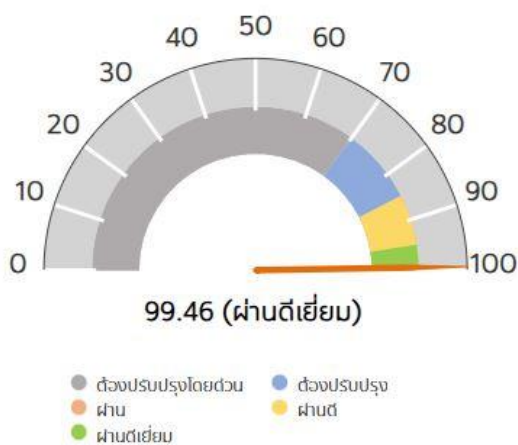 50
40
60
30
70
20
80
10
90
0
100
99.46 (ผ่านดีเยี่ยม)
ต้องปรับปรุงโดยด่วน
ต้องปรับปรุง
ผ่าน
ผ่านดี
ผ่านดีเยี่ยม